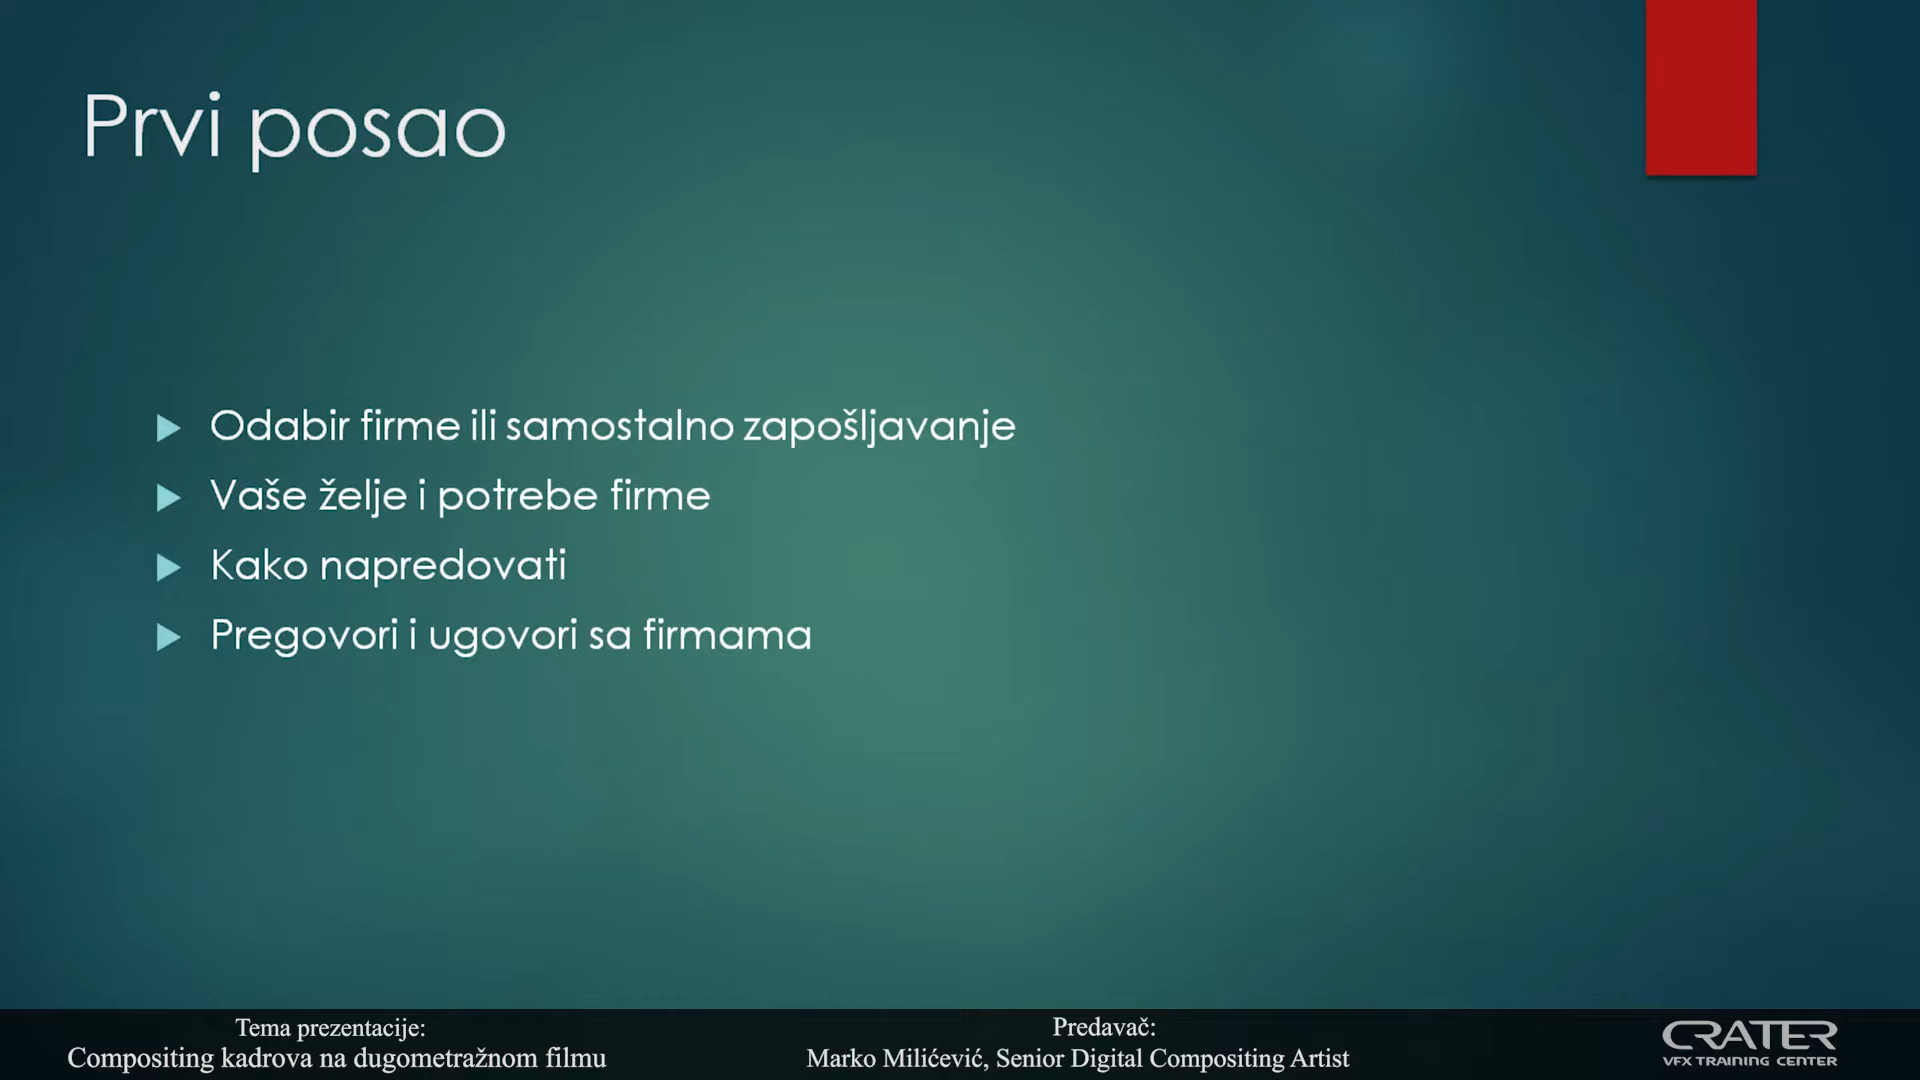 Prvi posao
Odabir firme ili samostalno zapošljavanje
Vaše želje i potrebe firme
Kako napredovati
Pregovori i ugovori sa firmama
Tema prezentacije:
Compositing kadrova na dugometražnom filmu
Predavač:
Marko Milićević, Senior Digital Compositing Artist
CRATER
VFX TRAINING CENTER